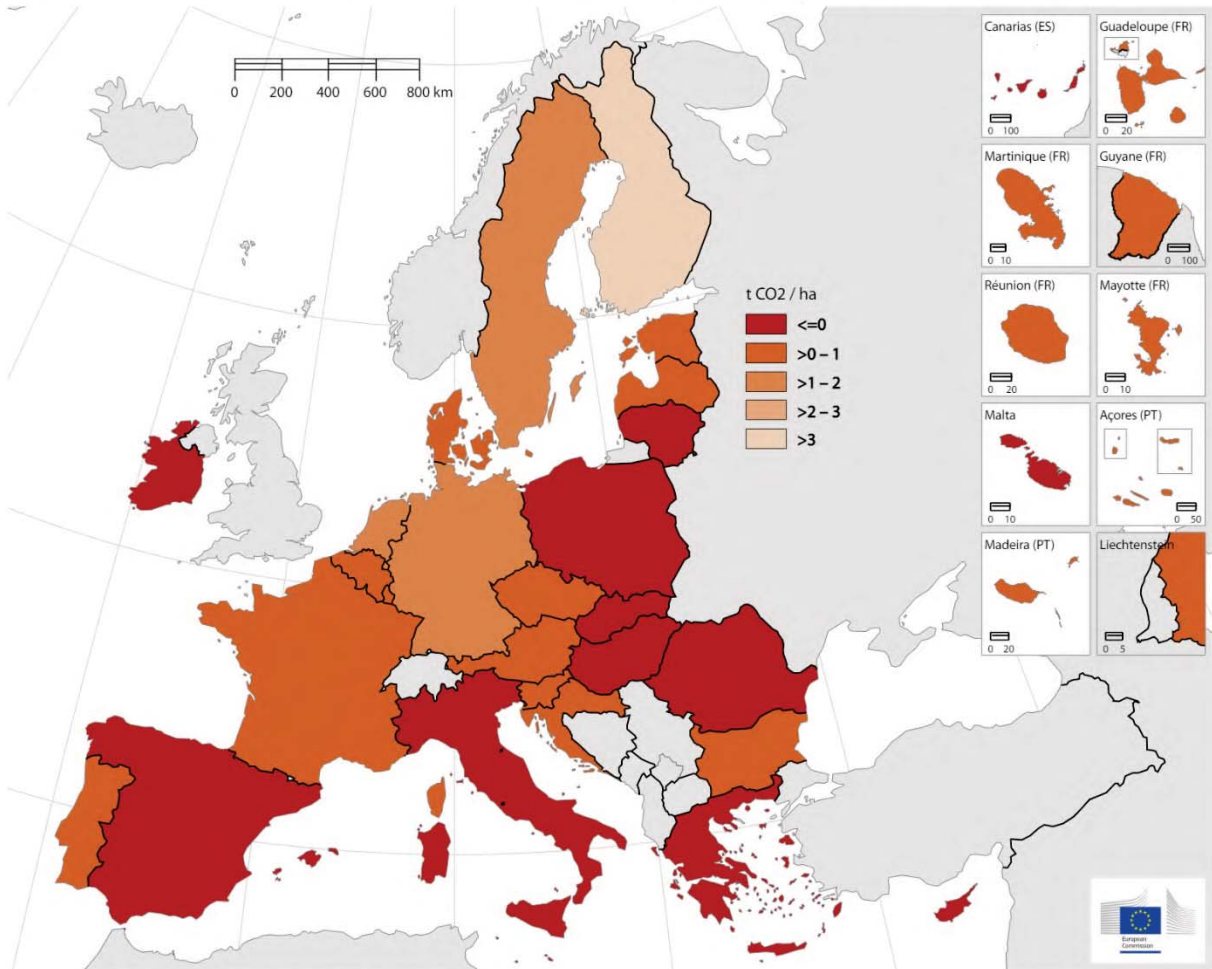 0 200 400 600 800 km
t CO2 / ha
<=0
>0 – 1
>1 – 2
>2 – 3
>3
Canarias (ES)
0 100
Guadeloupe (FR)
0 20
Martinique (FR)
0 10
Guyane (FR)
0 100
Réunion (FR)
0 20
Mayotte (FR)
0 10
Malta
0 10
Açores (PT)
0 50
Madeira (PT)
0 20
Liechtenstein
0 5
European
Commission